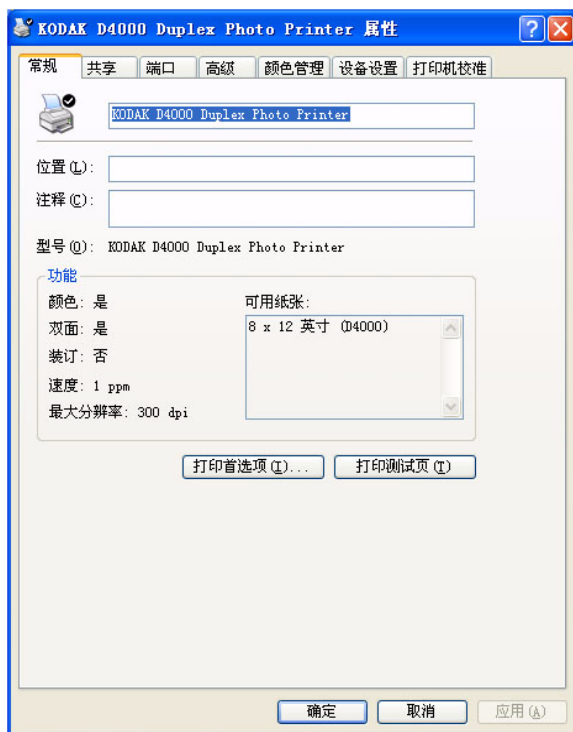 KODAK D4000 Duplex Photo Printer 属性
常规 共享 端口 高级 颜色管理 设备设置 打印机校准
KODAK D4000 Duplex Photo Printer
位置(L):
注释(C):
型号(O): KODAK D4000 Duplex Photo Printer
功能
颜色: 是
可用纸张:
双面: 是
8 x 12 英寸 (D4000)
装订: 否
速度: 1 ppm
最大分辨率: 300 dpi
打印首选项(I)... 打印测试页(T)
确定 取消 应用(A)